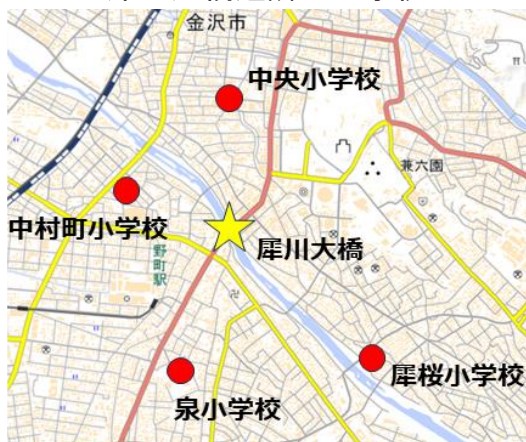 金沢市
中央小学校
兼六園
中村町小学校
犀川大橋
野町駅
犀桜小学校
泉小学校